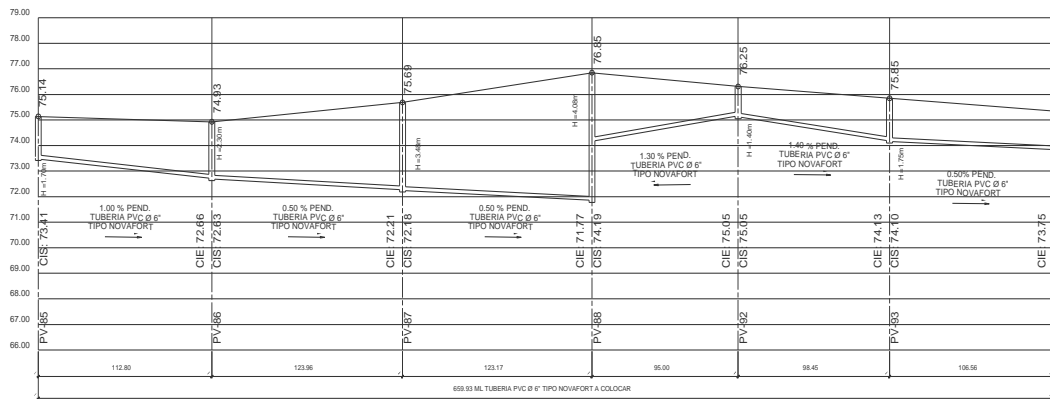 79.00
78.00
77.00
76.00
75.00
74.00
73.00
72.00
71.00
70.00
69.00
68.00
67.00
66.00
75.14
74.93
75.69
76.85
76.25
75.85
H =1.70m
H =2.30m
H =3.48m
H =4.08m
H =1.40m
H =1.75m
1.00 % PEND.
TUBERIA PVC Ø 6"
TIPO NOVAFORT
0.50 % PEND.
TUBERIA PVC Ø 6"
TIPO NOVAFORT
0.50 % PEND.
TUBERIA PVC Ø 6"
TIPO NOVAFORT
1.30 % PEND.
TUBERIA PVC Ø 6"
TIPO NOVAFORT
1.40 % PEND.
TUBERIA PVC Ø 6"
TIPO NOVAFORT
0.50% PEND.
TUBERIA PVC Ø 6"
TIPO NOVAFORT
CIS: 73.41
CIE: 72.66
CIS: 72.63
CIE: 72.21
CIS: 72.18
CIE: 71.77
CIS: 74.19
CIE: 75.05
CIS: 75.05
CIE: 74.13
CIS: 74.10
CIE: 73.75
PV-85
PV-86
PV-87
PV-88
PV-92
PV-93
112.80
123.96
123.17
95.00
98.45
106.56
659.93 ML TUBERIA PVC Ø 6" TIPO NOVAFORT A COLOCAR